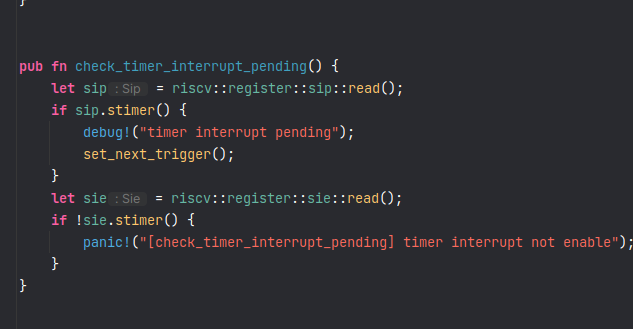 }
pub fn check_timer_interrupt_pending() {
let sip : Sip = riscv::register::sip::read();
if sip.stimer() {
debug!("timer interrupt pending");
set_next_trigger();
}
let sie : Sie = riscv::register::sie::read();
if !sie.stimer() {
panic!("[check_timer_interrupt_pending] timer interrupt not enable");
}
}